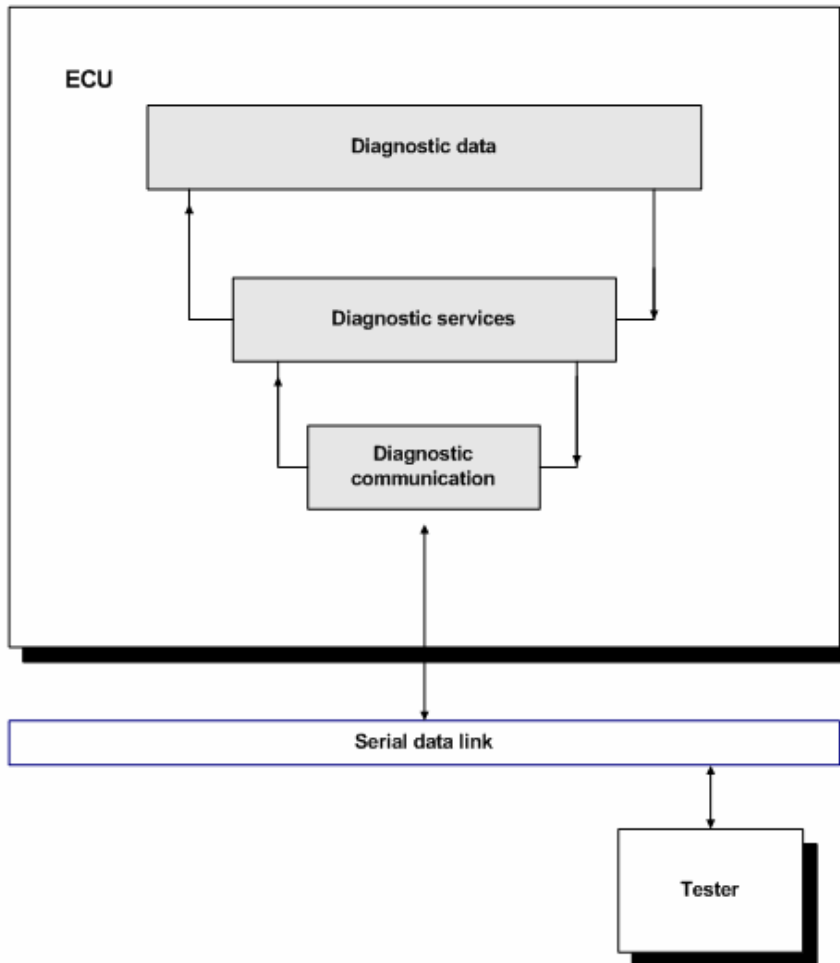 ECU
Diagnostic data
Diagnostic services
Diagnostic
communication
Serial data link
Tester